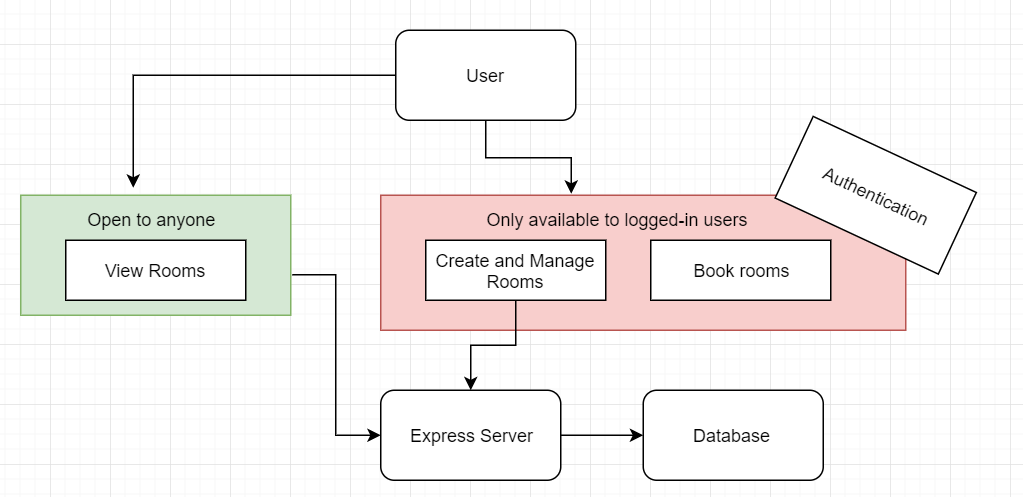 User
Authentication
Open to anyone
Only available to logged-in users
View Rooms
Create and Manage
Rooms
Book rooms
Express Server
Database